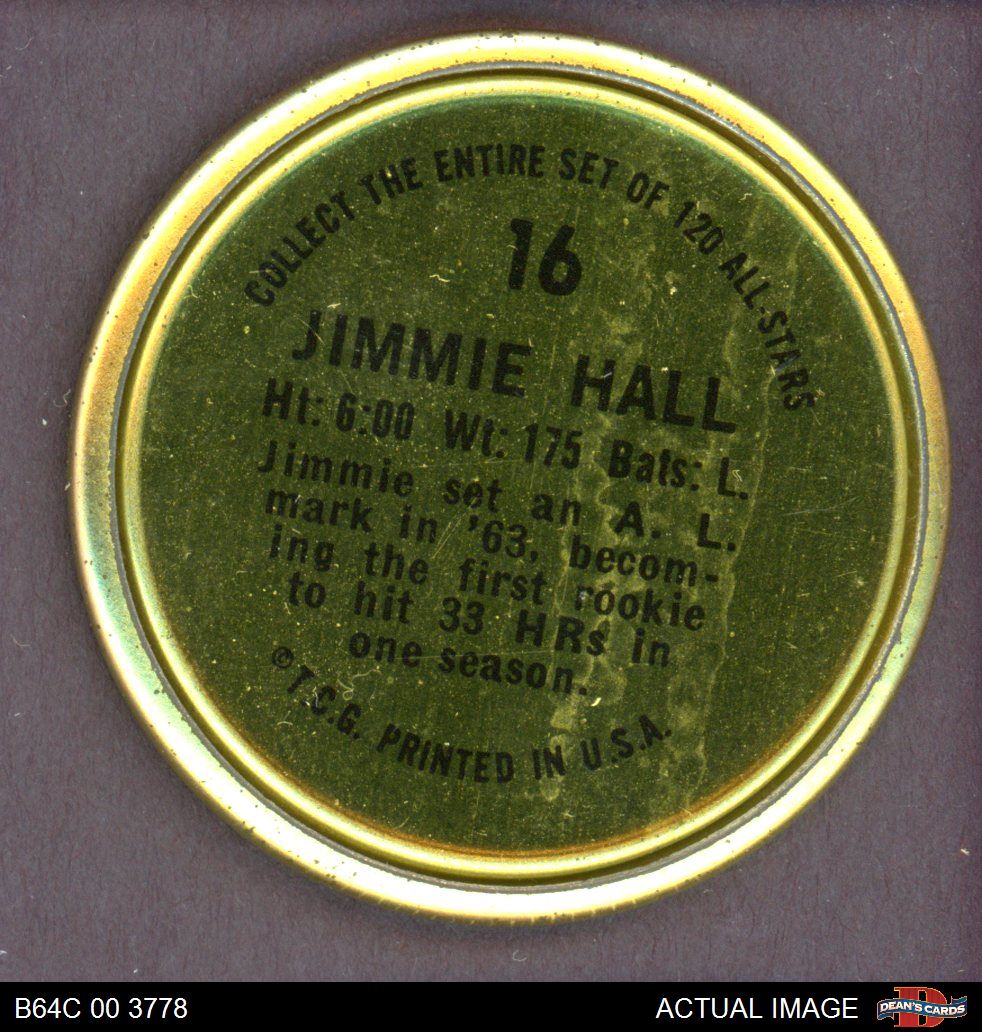 COLLECT THE ENTIRE SET OF 120 ALL-STARS
16
JIMMIE HALL
Ht: 6:00 Wt: 175 Bats: L.
Jimmie set an A. L.
mark in '63, becom-
ing the first rookie
to hit 33 HRs in
one season.
©T.C.G. PRINTED IN U.S.A.
B64C 00 3778
ACTUAL IMAGE
DEAN'S CARDS